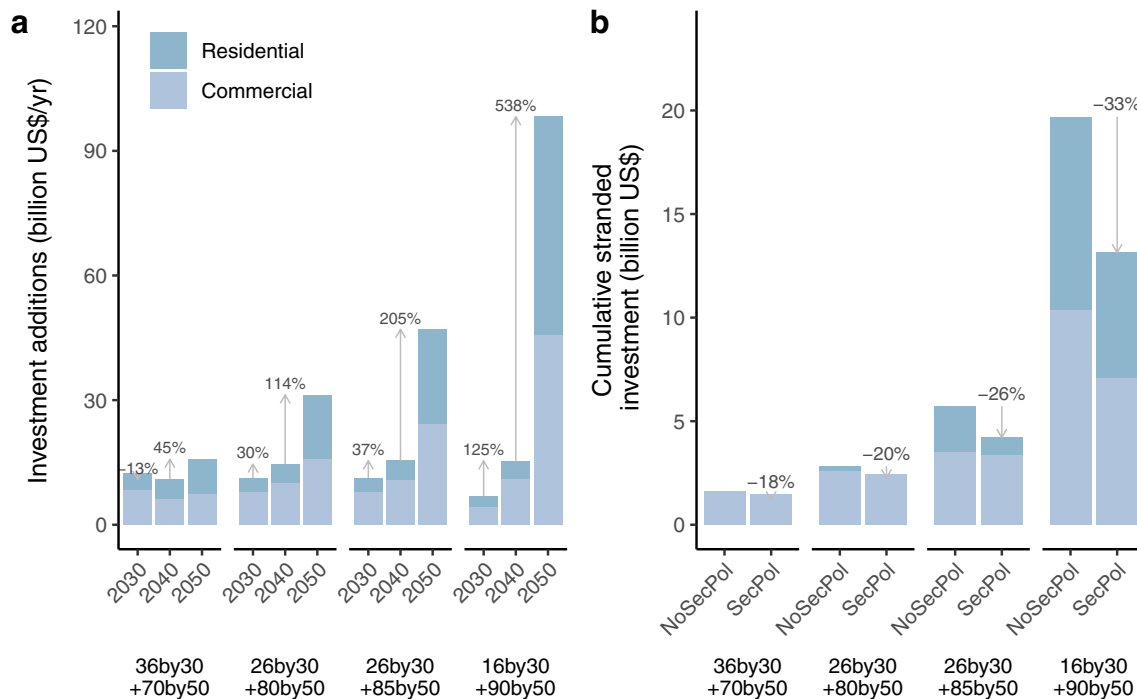 a
Investment additions (billion US$/yr)
120
90
60
30
0
Residential
Commercial
−13%
45%
30%
114%
37%
205%
125%
538%
2030
2040
2050
2030
2040
2050
2030
2040
2050
2030
2040
2050
36by30
+70by50
26by30
+80by50
26by30
+85by50
16by30
+90by50
b
Cumulative stranded
investment (billion US$)
20
15
10
5
0
−18%
−20%
−26%
−33%
NoSecPol
SecPol
NoSecPol
SecPol
NoSecPol
SecPol
NoSecPol
SecPol
36by30
+70by50
26by30
+80by50
26by30
+85by50
16by30
+90by50